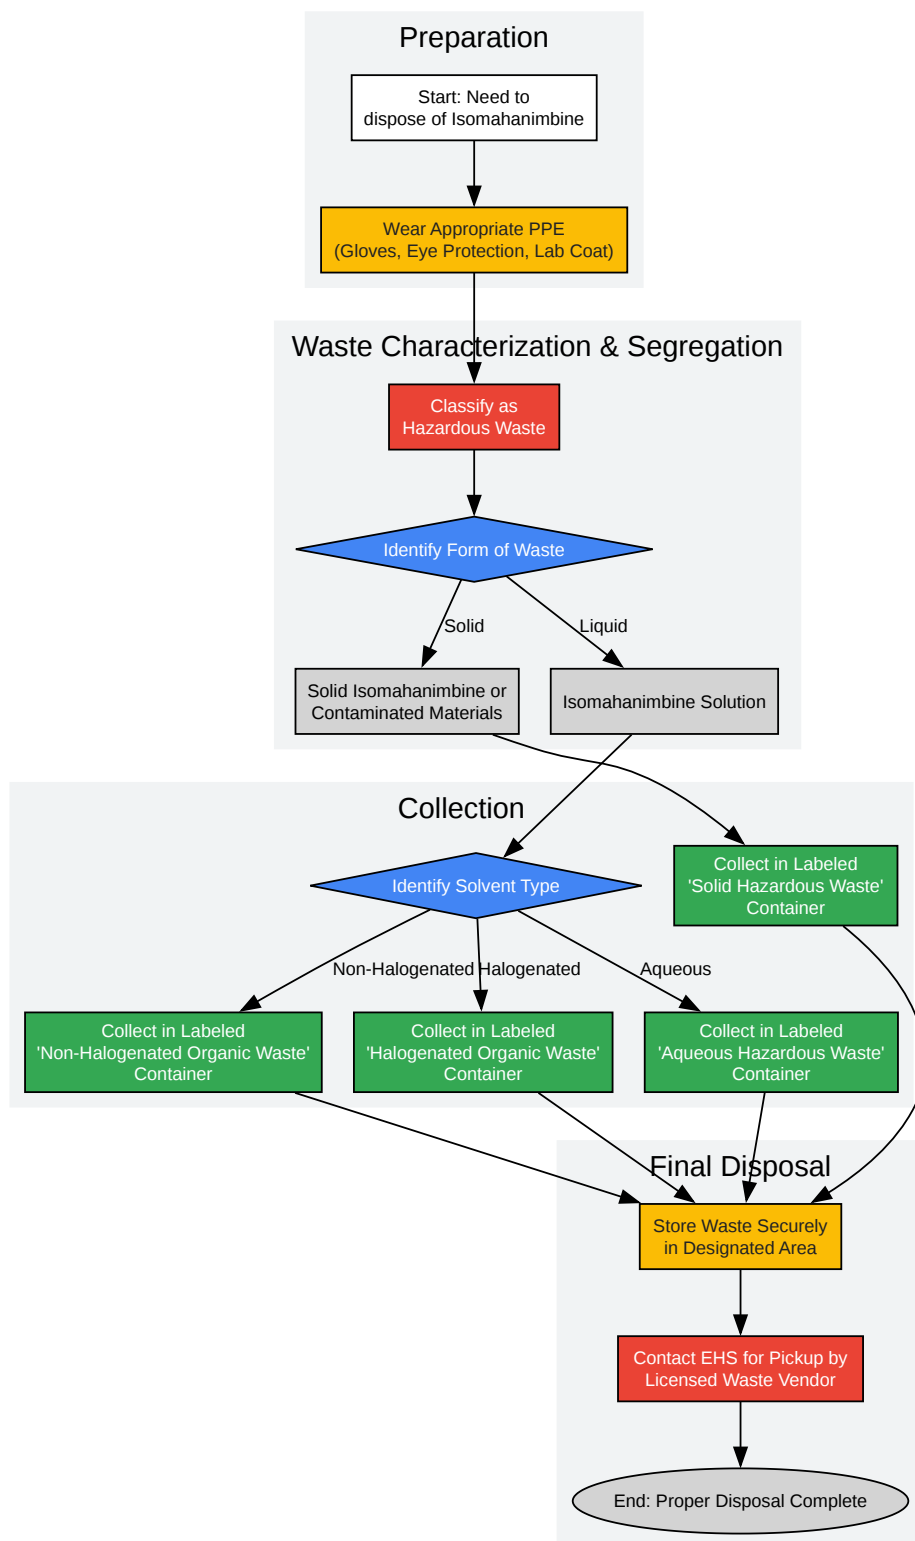 Preparation
Start: Need to
dispose of Isomahanimbine
Wear Appropriate PPE
(Gloves, Eye Protection, Lab Coat)
Waste Characterization & Segregation
Classify as
Hazardous Waste
Identify Form of Waste
Solid
Liquid
Solid Isomahanimbine or
Contaminated Materials
Isomahanimbine Solution
Collection
Identify Solvent Type
Collect in Labeled
'Solid Hazardous Waste'
Container
Non-Halogenated
Halogenated
Aqueous
Collect in Labeled
'Non-Halogenated Organic Waste'
Container
Collect in Labeled
'Halogenated Organic Waste'
Container
Collect in Labeled
'Aqueous Hazardous Waste'
Container
Final Disposal
Store Waste Securely
in Designated Area
Contact EHS for Pickup by
Licensed Waste Vendor
End: Proper Disposal Complete